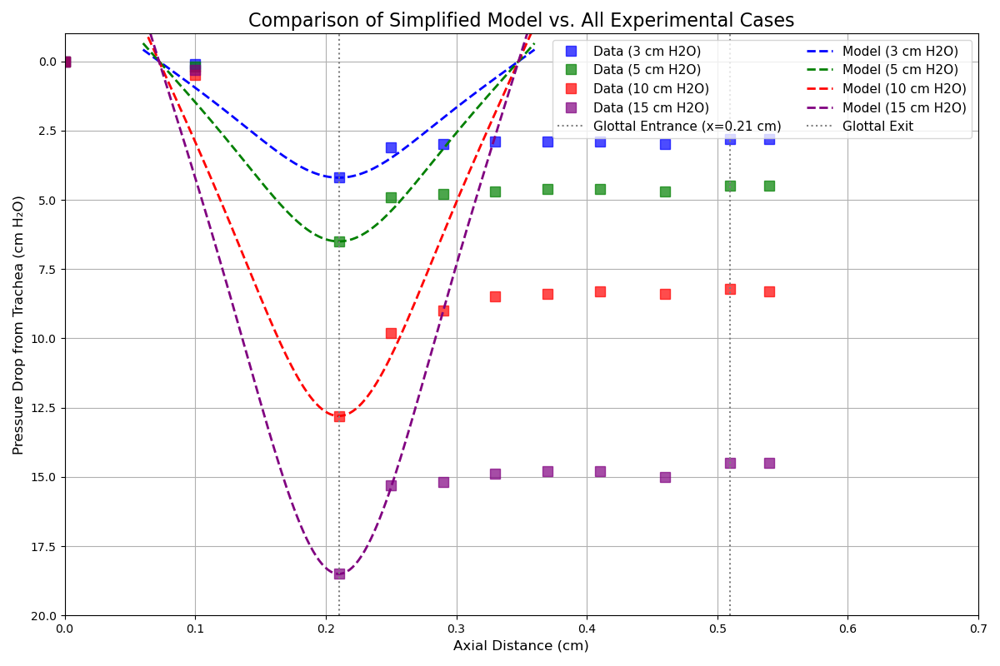 Comparison of Simplified Model vs. All Experimental Cases
Data (3 cm H2O)
Data (5 cm H2O)
Data (10 cm H2O)
Data (15 cm H2O)
Glottal Entrance (x=0.21 cm)
Model (3 cm H2O)
Model (5 cm H2O)
Model (10 cm H2O)
Model (15 cm H2O)
Glottal Exit
Pressure Drop from Trachea (cm H₂O)
0.0
2.5
5.0
7.5
10.0
12.5
15.0
17.5
20.0
0.0 0.1 0.2 0.3 0.4 0.5 0.6 0.7
Axial Distance (cm)